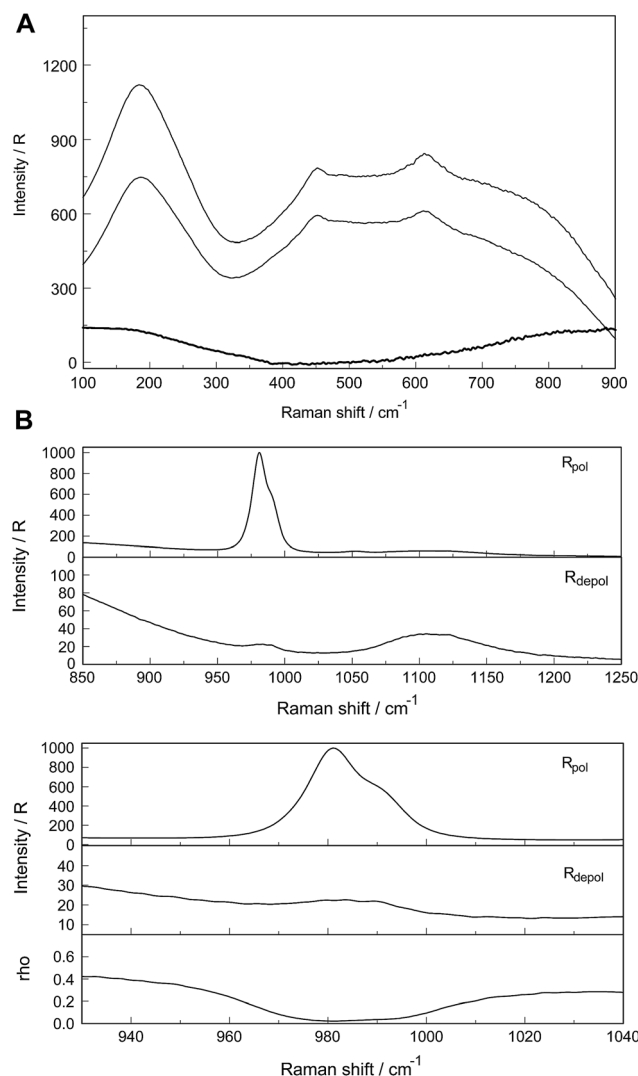 A
Intensity / R
1200
900
600
300
0
100 200 300 400 500 600 700 800 900
Raman shift / cm-1
B
Intensity / R
1000
800
600
400
200
0
Rpol
100
80
60
40
20
0
Rdepol
850 900 950 1000 1050 1100 1150 1200 1250
Raman shift / cm-1
Intensity / R
1000
800
600
400
200
0
Rpol
40
30
20
10
Rdepol
rho
0.6
0.4
0.2
0.0
940 960 980 1000 1020 1040
Raman shift / cm-1